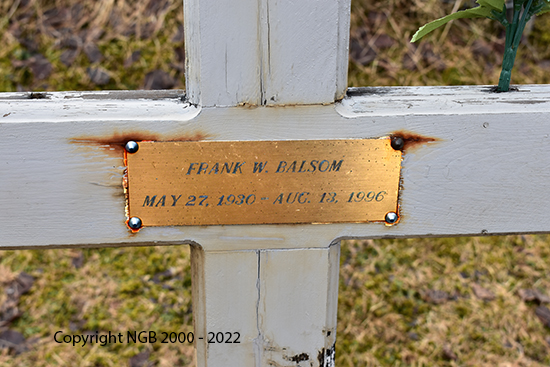 FRANK W. BALSOM
MAY 27, 1930 - AUG. 13, 1996
Copyright NGB 2000 - 2022